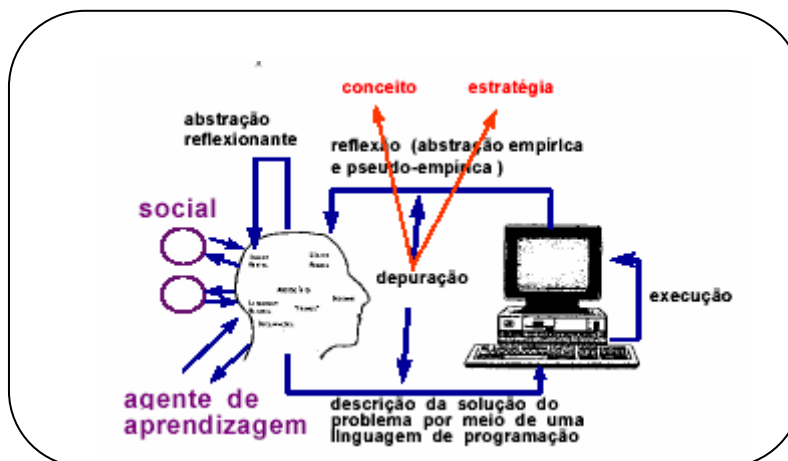 conceito
estratégia
abstração
reflexionante
reflexão (abstração empírica
e pseudo-empírica )
social
depuração
execução
agente de
aprendizagem
descrição da solução do
problema por meio de uma
linguagem de programação